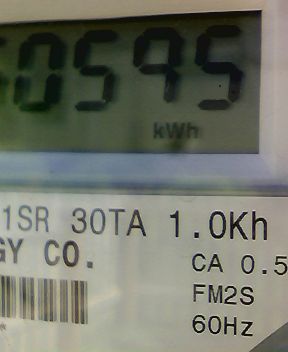 0595
kWh
1SR 30TA 1.0Kh
GY CO.
CA 0.5
FM2S
60Hz